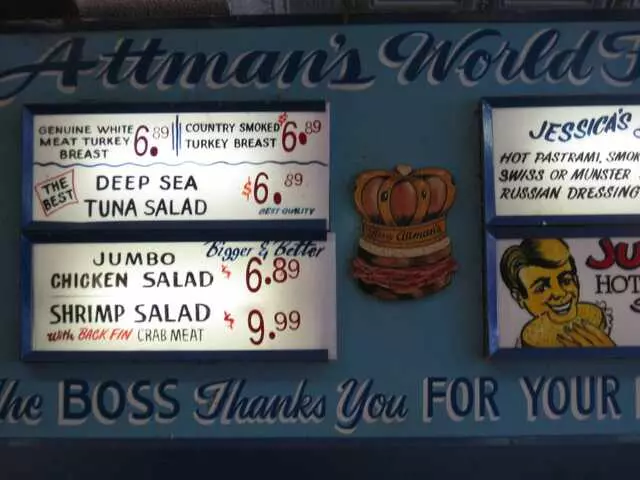 Attman's World F
GENUINE WHITE
MEAT TURKEY
BREAST
6.89
COUNTRY SMOKED
TURKEY BREAST
$6.89
THE BEST
DEEP SEA
TUNA SALAD
$6.89
BEST QUALITY
Bigger & Better
JUMBO
CHICKEN SALAD
$6.89
SHRIMP SALAD
With BACK FIN CRAB MEAT
$9.99
Attman's
JESSICA'S
HOT PASTRAMI, SMOK
SWISS OR MUNSTER
RUSSIAN DRESSING
JU
HOT
The BOSS Thanks You FOR YOUR